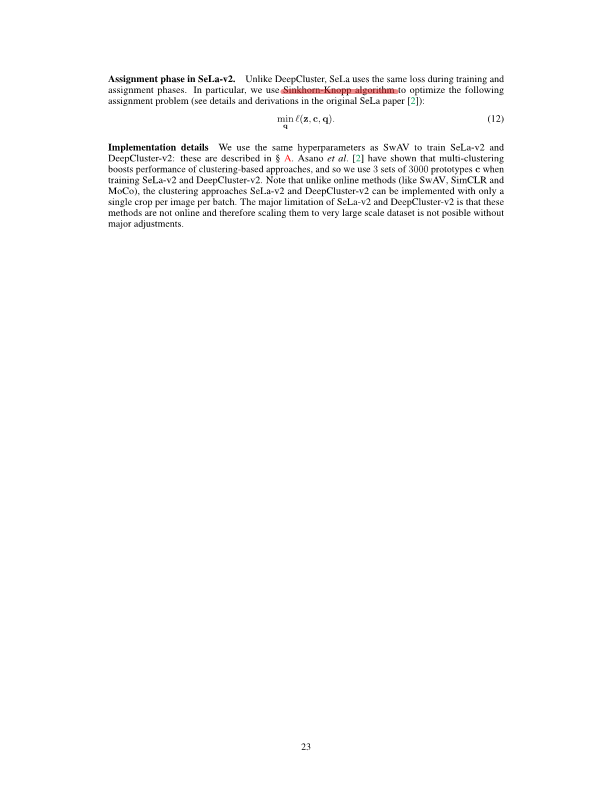 Assignment phase in SeLa-v2. Unlike DeepCluster, SeLa uses the same loss during training and
assignment phases. In particular, we use Sinkhorn-Knopp algorithm to optimize the following
assignment problem (see details and derivations in the original SeLa paper [2]):
min ℓ(z, c, q). (12)
q
Implementation details We use the same hyperparameters as SwAV to train SeLa-v2 and
DeepCluster-v2: these are described in § A. Asano et al. [2] have shown that multi-clustering
boosts performance of clustering-based approaches, and so we use 3 sets of 3000 prototypes c when
training SeLa-v2 and DeepCluster-v2. Note that unlike online methods (like SwAV, SimCLR and
MoCo), the clustering approaches SeLa-v2 and DeepCluster-v2 can be implemented with only a
single crop per image per batch. The major limitation of SeLa-v2 and DeepCluster-v2 is that these
methods are not online and therefore scaling them to very large scale dataset is not posible without
major adjustments.
23